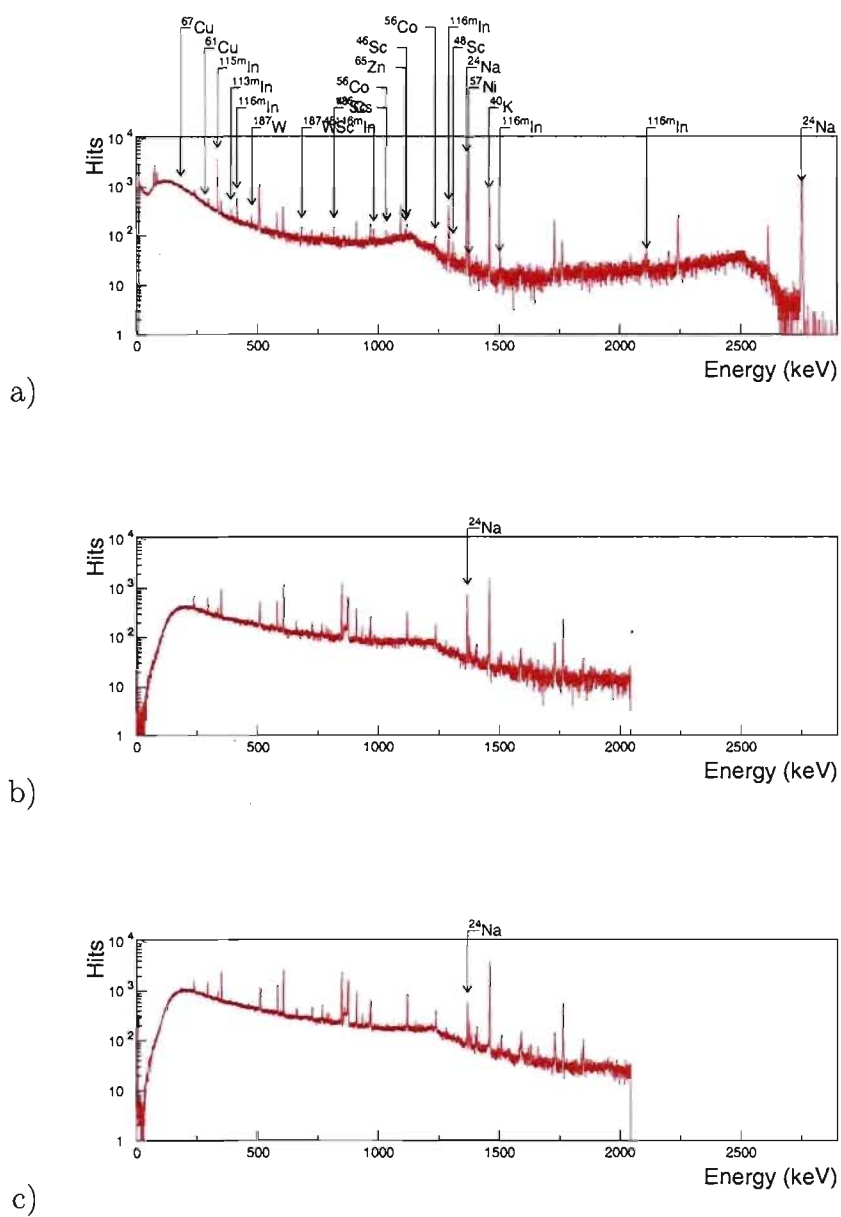 ⁶⁷Cu
⁶¹Cu
¹¹⁵ᵐIn
¹¹³ᵐIn
¹¹⁶ᵐIn
¹⁸⁷W
⁵⁶Co
⁴⁶Sc
⁶⁵Zn
⁵⁶Co
¹⁸⁷W
¹¹⁶ᵐIn
¹¹⁶ᵐIn
⁴⁸Sc
²⁴Na
⁵⁷Ni
⁴⁰K
¹¹⁶ᵐIn
¹¹⁶ᵐIn
²⁴Na
Hits
10⁴
10³
10²
10
1
0 500 1000 1500 2000 2500
Energy (keV)
a)
²⁴Na
Hits
10⁴
10³
10²
10
1
0 500 1000 1500 2000 2500
Energy (keV)
b)
²⁴Na
Hits
10⁴
10³
10²
10
1
0 500 1000 1500 2000 2500
Energy (keV)
c)